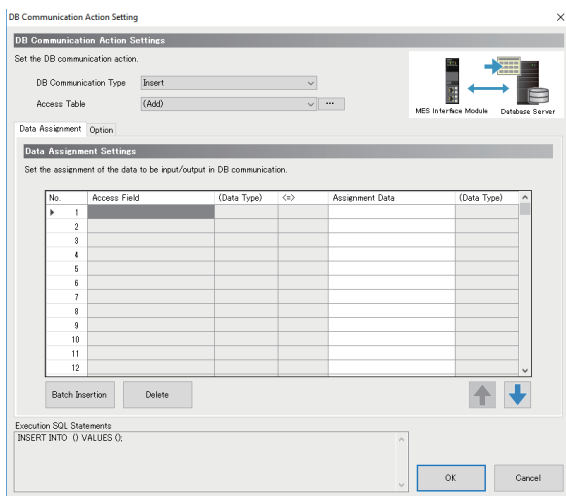 DB Communication Action Setting
DB Communication Action Settings
Set the DB communication action.
DB Communication Type Insert
Access Table (Add) ...
MES Interface Module Database Server
Data Assignment Option
Data Assignment Settings
Set the assignment of the data to be input/output in DB communication.
No. Access Field (Data Type) <=> Assignment Data (Data Type)
1
2
3
4
5
6
7
8
9
10
11
12
Batch Insertion Delete
Execution SQL Statements
INSERT INTO () VALUES ();
OK Cancel